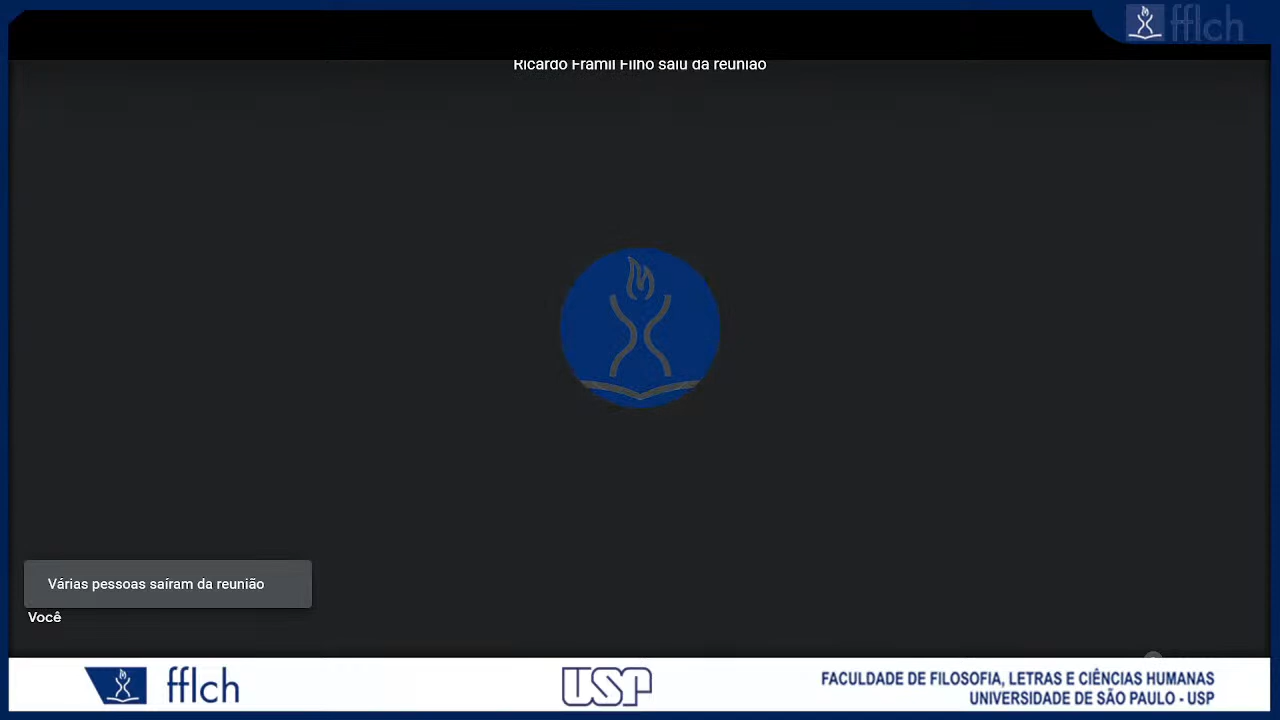 fflch
Ricardo Framil Filho saiu da reunião
Várias pessoas saíram da reunião
Você
fflch
USP
FACULDADE DE FILOSOFIA, LETRAS E CIÊNCIAS HUMANAS
UNIVERSIDADE DE SÃO PAULO - USP